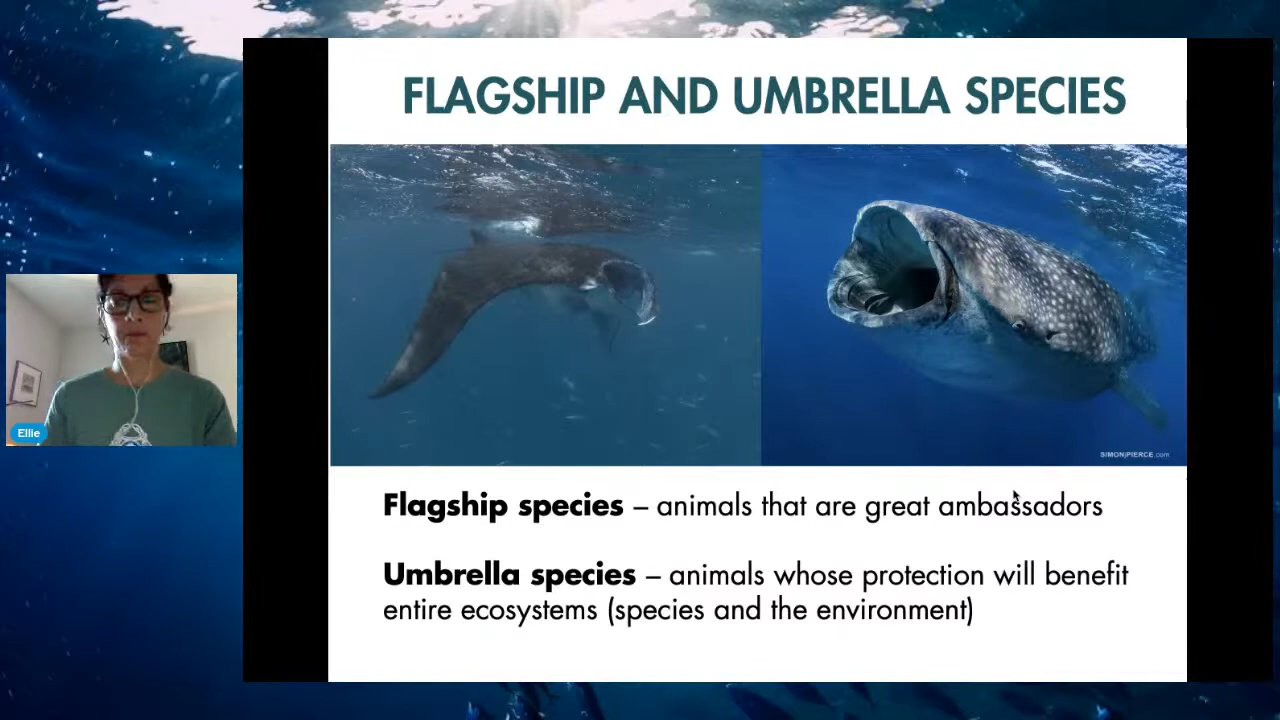 FLAGSHIP AND UMBRELLA SPECIES
Ellie
SIMONJPIERCE.com
Flagship species – animals that are great ambassadors
Umbrella species – animals whose protection will benefit
entire ecosystems (species and the environment)